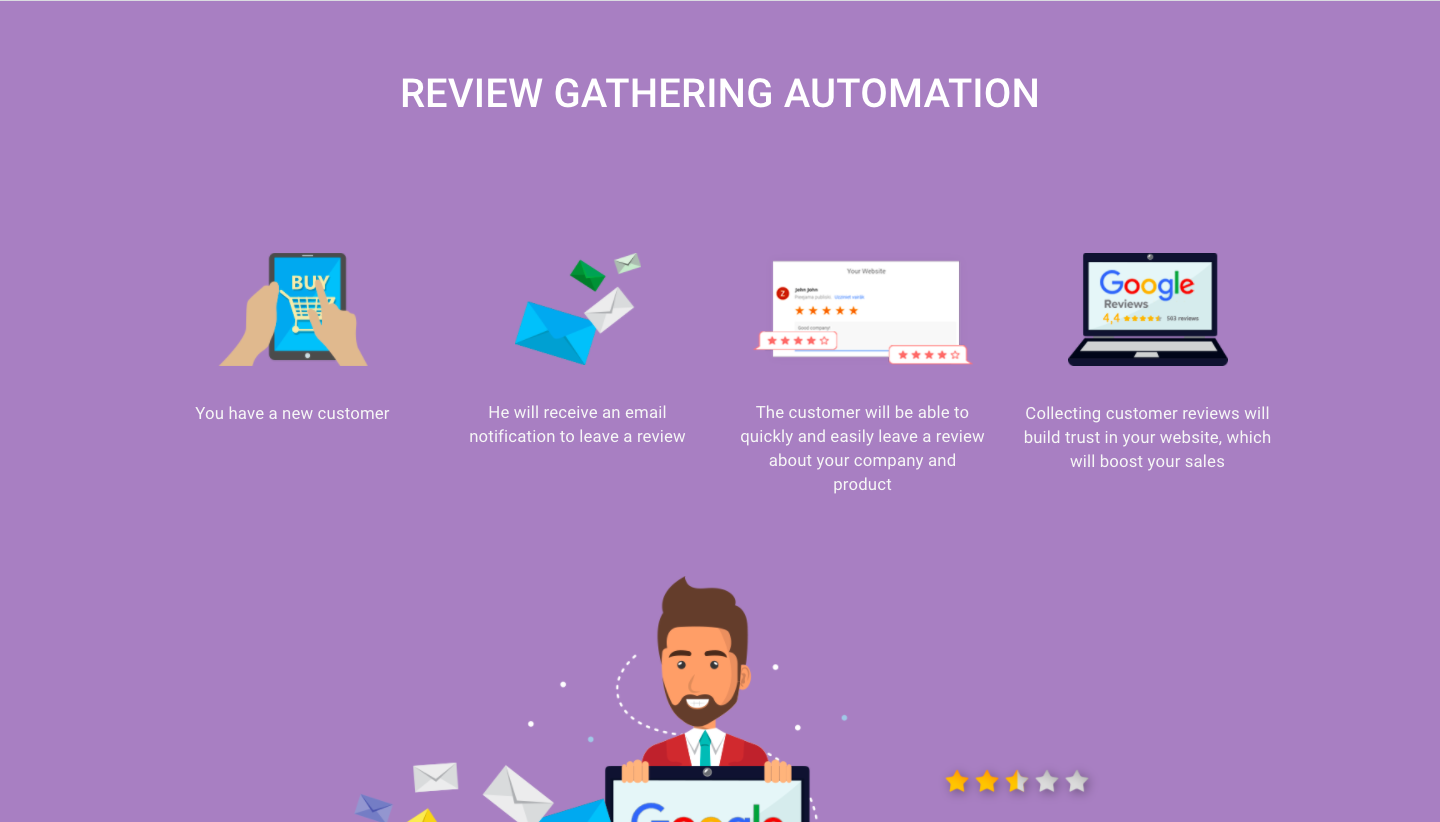 REVIEW GATHERING AUTOMATION
BUY
Your Website
Z
john john
Good company!
Google
Reviews
4,4
593 reviews
You have a new customer
He will receive an email
notification to leave a review
The customer will be able to
quickly and easily leave a review
about your company and
product
Collecting customer reviews will
build trust in your website, which
will boost your sales
Google